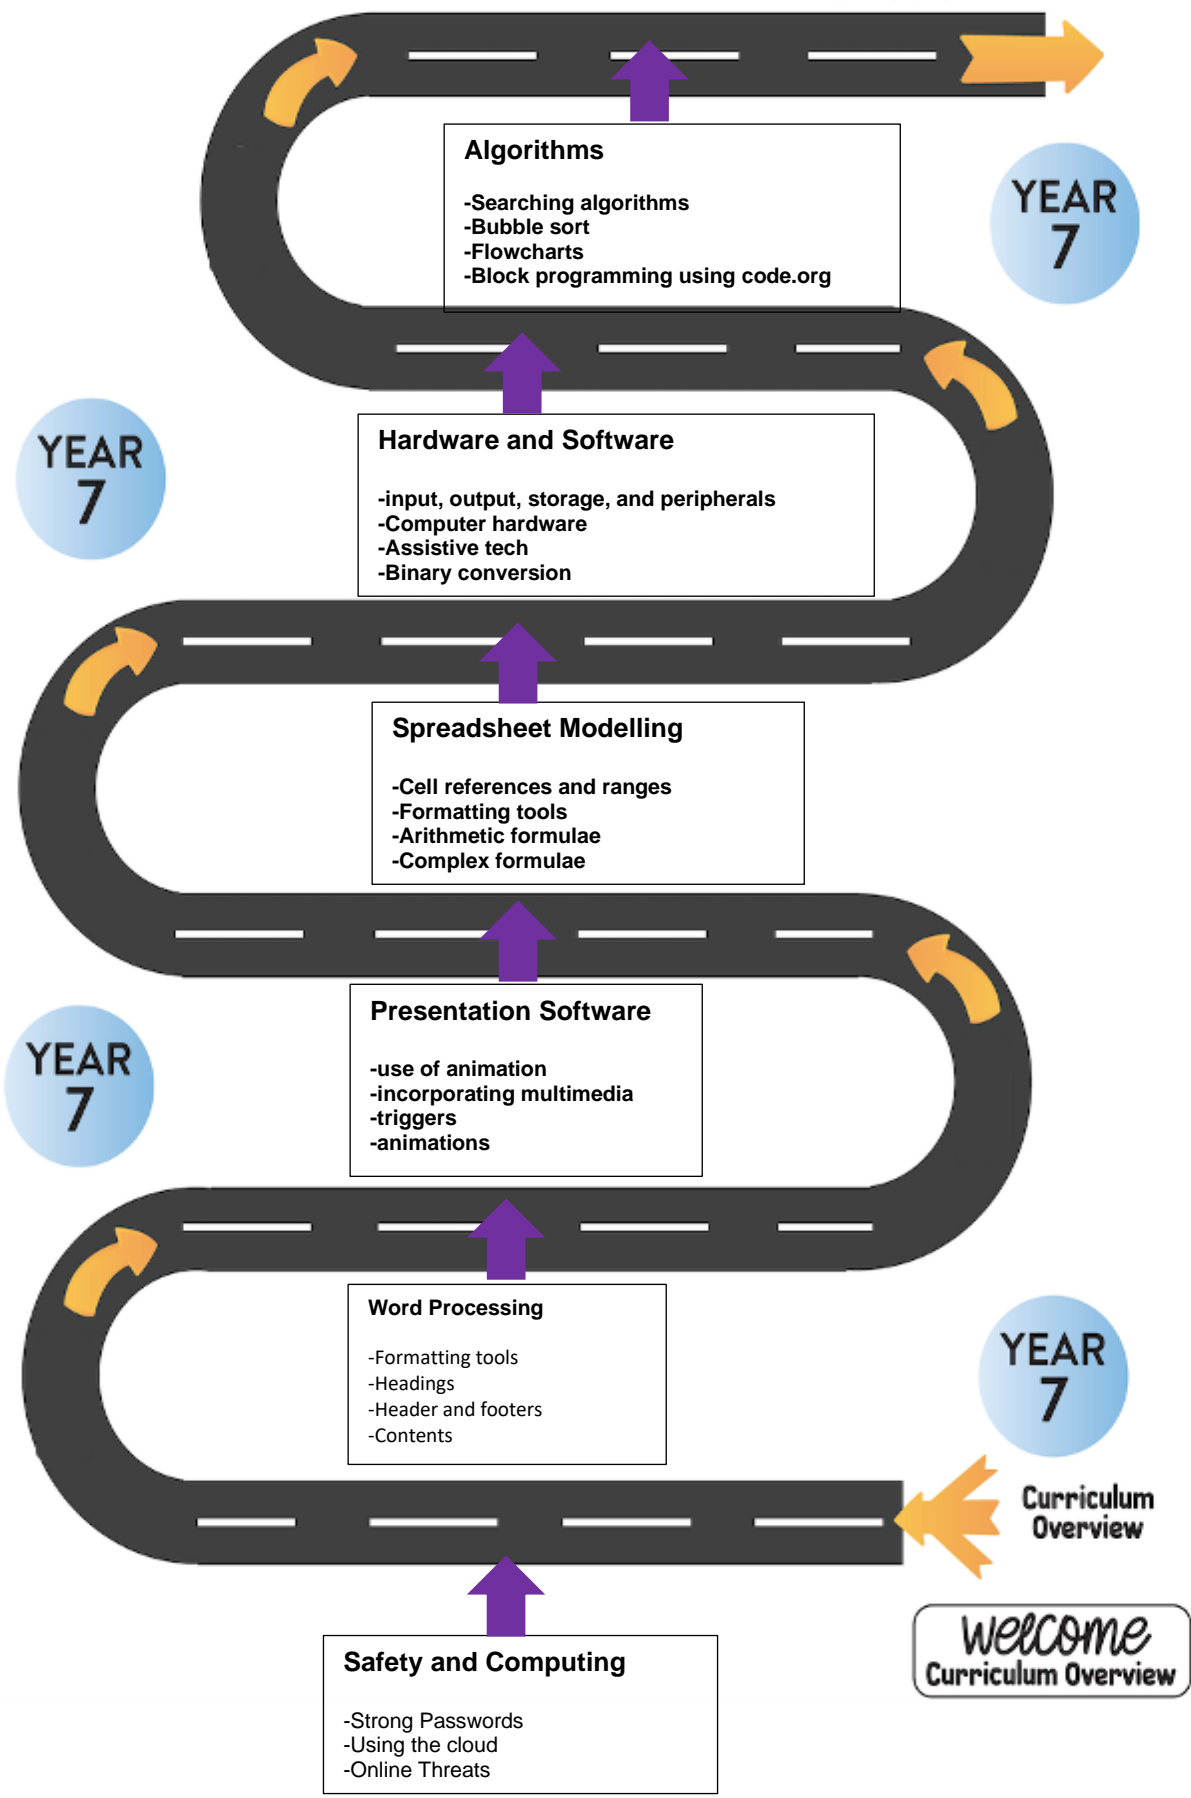 Algorithms
-Searching algorithms
-Bubble sort
-Flowcharts
-Block programming using code.org
YEAR
7
Hardware and Software
-input, output, storage, and peripherals
-Computer hardware
-Assistive tech
-Binary conversion
YEAR
7
Spreadsheet Modelling
-Cell references and ranges
-Formatting tools
-Arithmetic formulae
-Complex formulae
Presentation Software
-use of animation
-incorporating multimedia
-triggers
-animations
YEAR
7
Word Processing
-Formatting tools
-Headings
-Header and footers
-Contents
YEAR
7
Curriculum
Overview
Welcome
Curriculum Overview
Safety and Computing
-Strong Passwords
-Using the cloud
-Online Threats